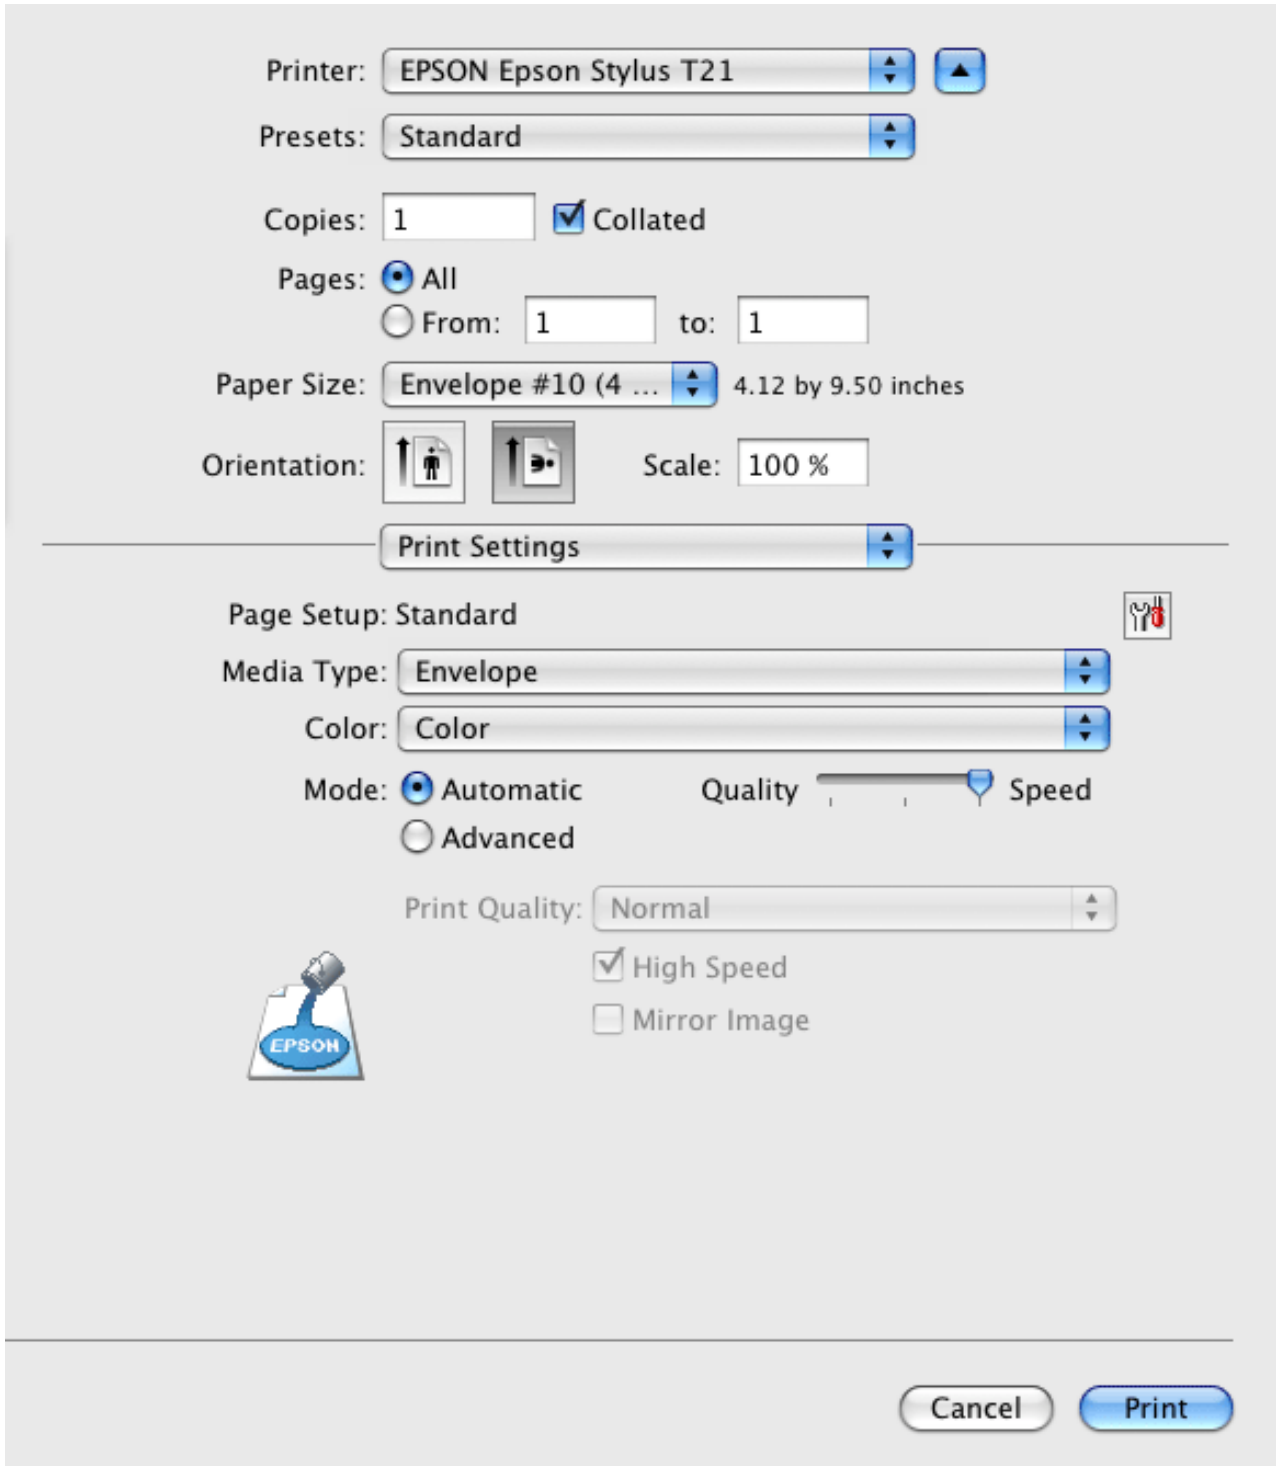 Printer: EPSON Epson Stylus T21
Presets: Standard
Copies: 1 Collated
Pages: All
From: 1 to: 1
Paper Size: Envelope #10 (4 ... 4.12 by 9.50 inches
Orientation: Scale: 100 %
Print Settings
Page Setup: Standard
Media Type: Envelope
Color: Color
Mode: Automatic Quality Speed
Advanced
Print Quality: Normal
High Speed
Mirror Image
EPSON
Cancel Print